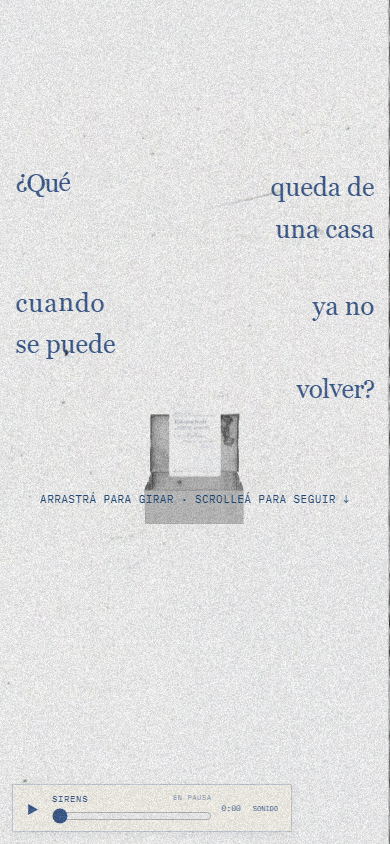 ¿Qué
queda de
una casa
cuando
se puede
ya no
volver?
ARRASTRÁ PARA GIRAR · SCROLLEÁ PARA SEGUIR ↓
SIRENS
EN PAUSA
0:00
SONIDO